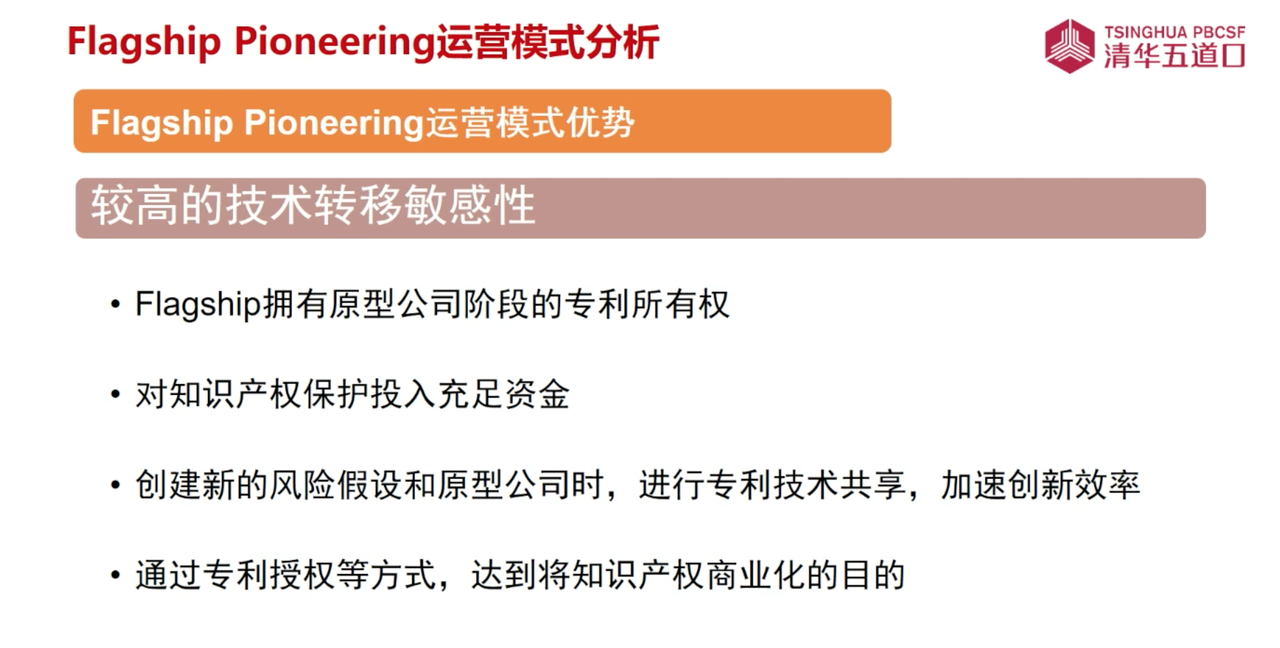 Flagship Pioneering运营模式分析
TSINGHUA PBCSF
清华五道口
Flagship Pioneering运营模式优势
较高的技术转移敏感性
• Flagship拥有原型公司阶段的专利所有权
• 对知识产权保护投入充足资金
• 创建新的风险假设和原型公司时，进行专利技术共享，加速创新效率
• 通过专利授权等方式，达到将知识产权商业化的目的